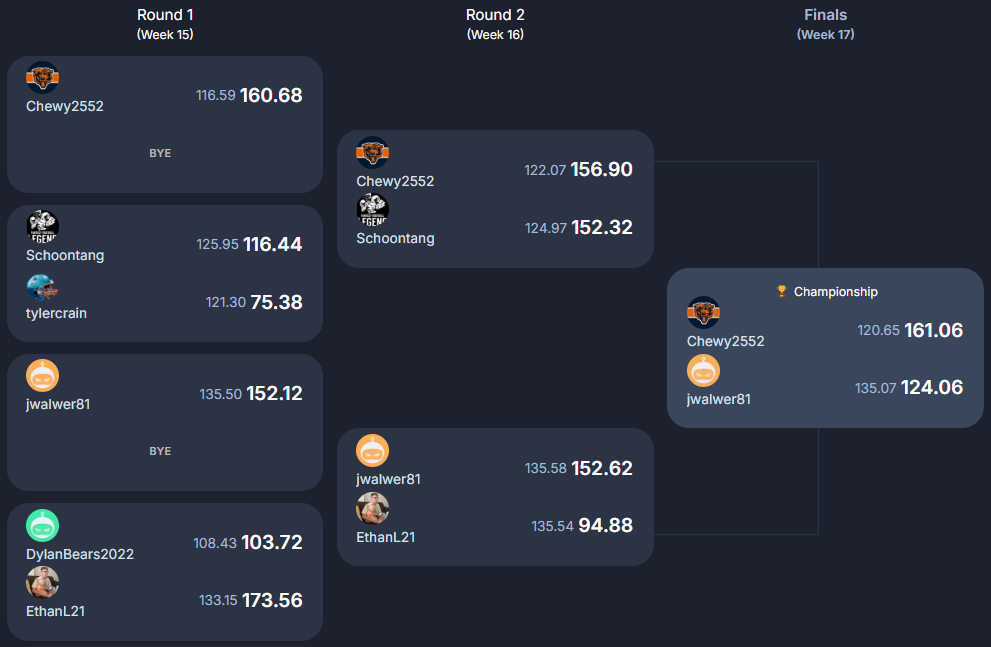 Round 1
(Week 15)
Chewy2552
116.59 160.68
BYE
Schoontang
125.95 116.44
tylercrain
121.30 75.38
jwalwer81
135.50 152.12
BYE
DylanBears2022
108.43 103.72
EthanL21
133.15 173.56
Round 2
(Week 16)
Chewy2552
122.07 156.90
Schoontang
124.97 152.32
jwalwer81
135.58 152.62
EthanL21
135.54 94.88
Finals
(Week 17)
Championship
Chewy2552
120.65 161.06
jwalwer81
135.07 124.06